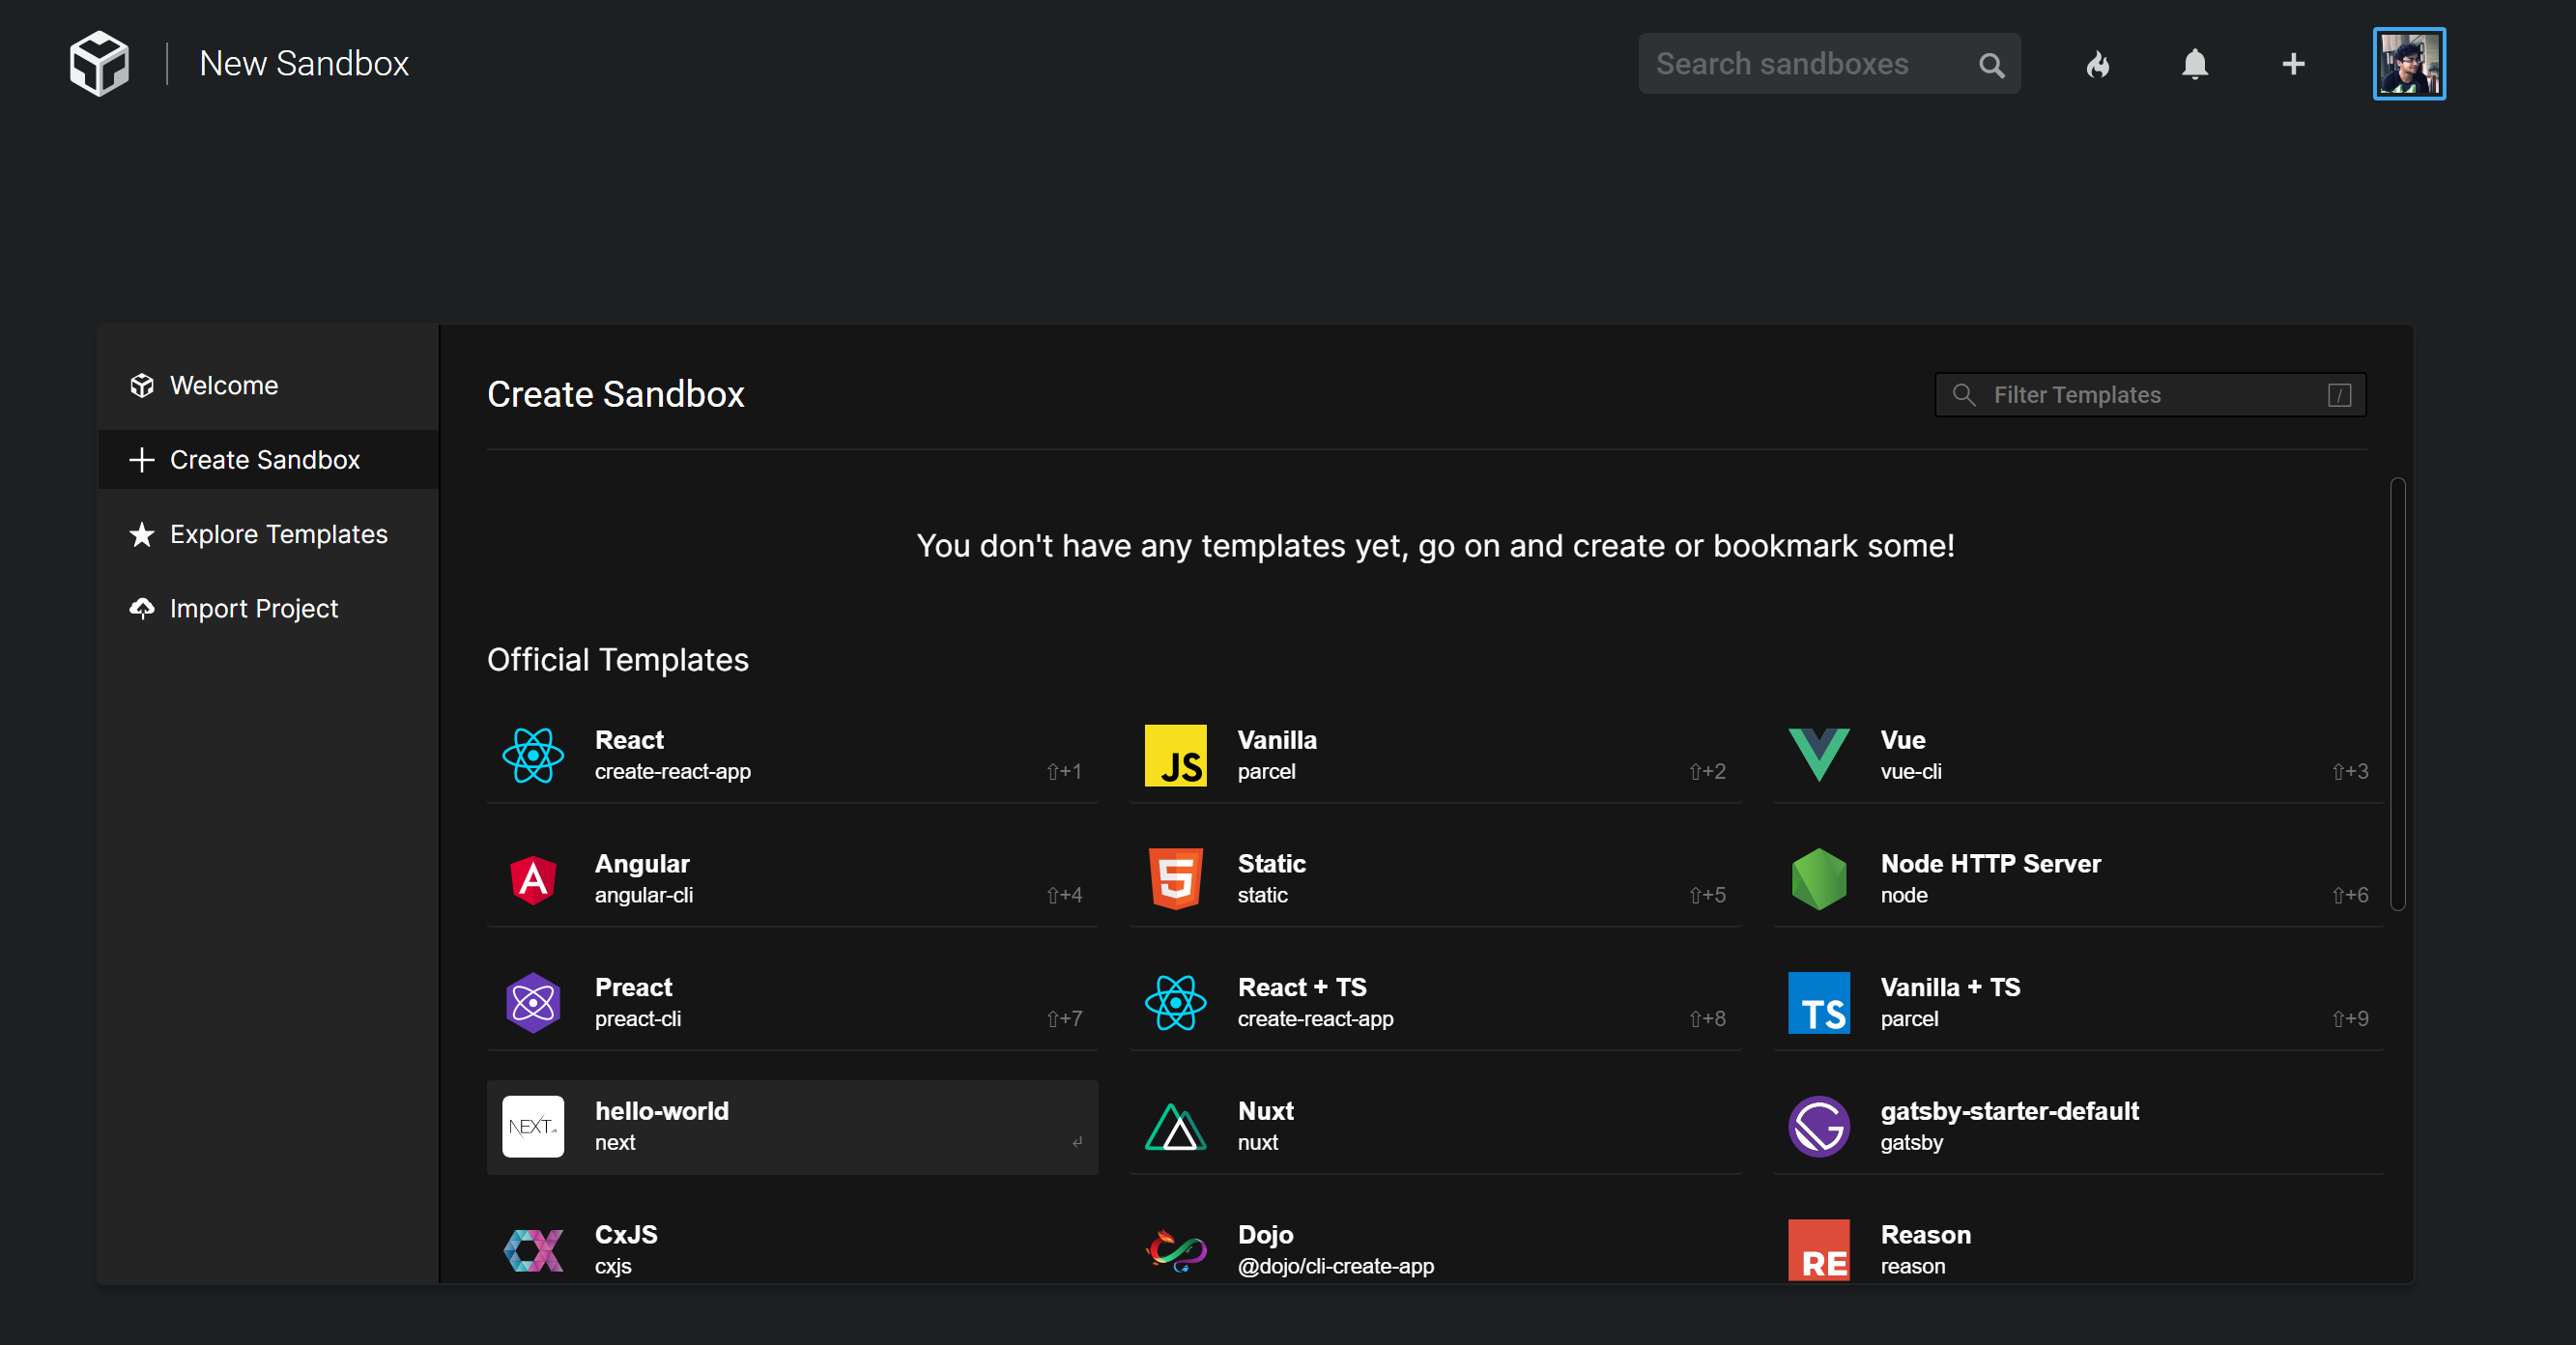 New Sandbox
Search sandboxes
Welcome
Create Sandbox
Explore Templates
Import Project
Create Sandbox
Filter Templates
/
You don't have any templates yet, go on and create or bookmark some!
Official Templates
React
create-react-app
⇧+1
JS
Vanilla
parcel
⇧+2
Vue
vue-cli
⇧+3
A
Angular
angular-cli
⇧+4
5
Static
static
⇧+5
Node HTTP Server
node
⇧+6
Preact
preact-cli
⇧+7
React + TS
create-react-app
⇧+8
TS
Vanilla + TS
parcel
⇧+9
NEXT.JS
hello-world
next
↵
Nuxt
nuxt
G
gatsby-starter-default
gatsby
CX
CxJS
cxjs
Dojo
@dojo/cli-create-app
RE
Reason
reason